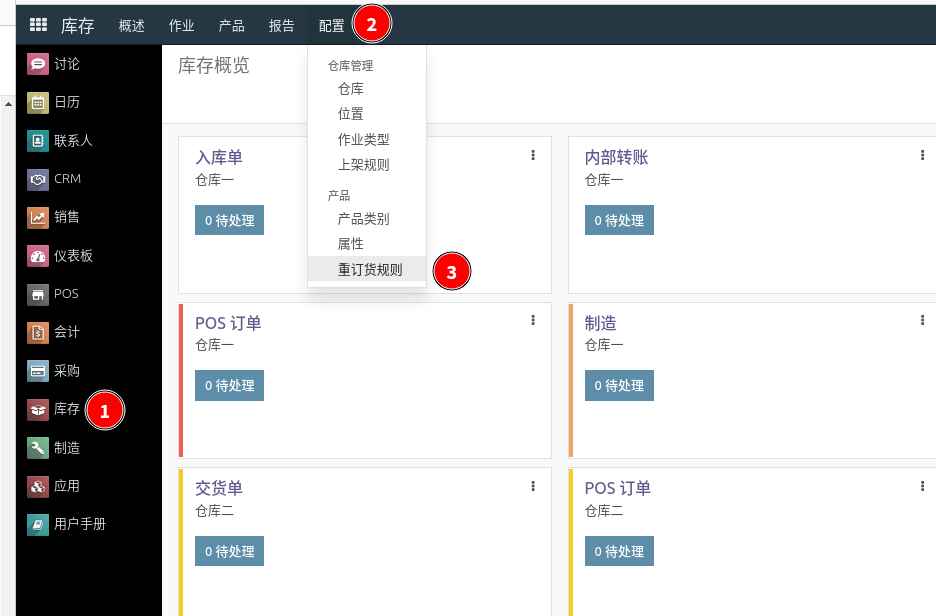 库存 概述 作业 产品 报告 配置 2
讨论
日历
联系人
CRM
销售
仪表板
POS
会计
采购
库存 1
制造
应用
用户手册
库存概览
仓库管理
仓库
位置
作业类型
上架规则
产品
产品类别
属性
重订货规则 3
入库单
仓库一
0 待处理
内部转账
仓库一
0 待处理
POS 订单
仓库一
0 待处理
制造
仓库一
0 待处理
交货单
仓库二
0 待处理
POS 订单
仓库二
0 待处理